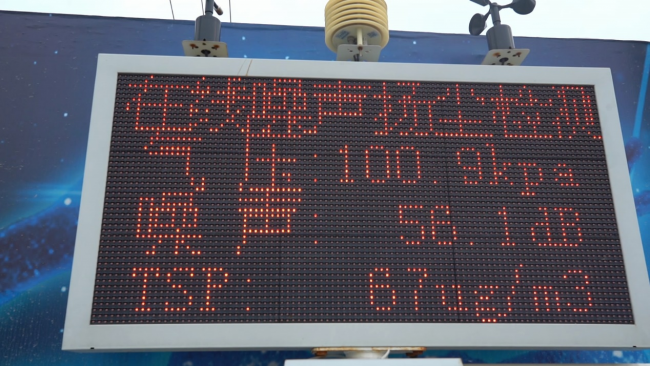 在线噪声扬尘检测
气压:100.9kpa
噪声:56.1dB
TSP:67ug/m3